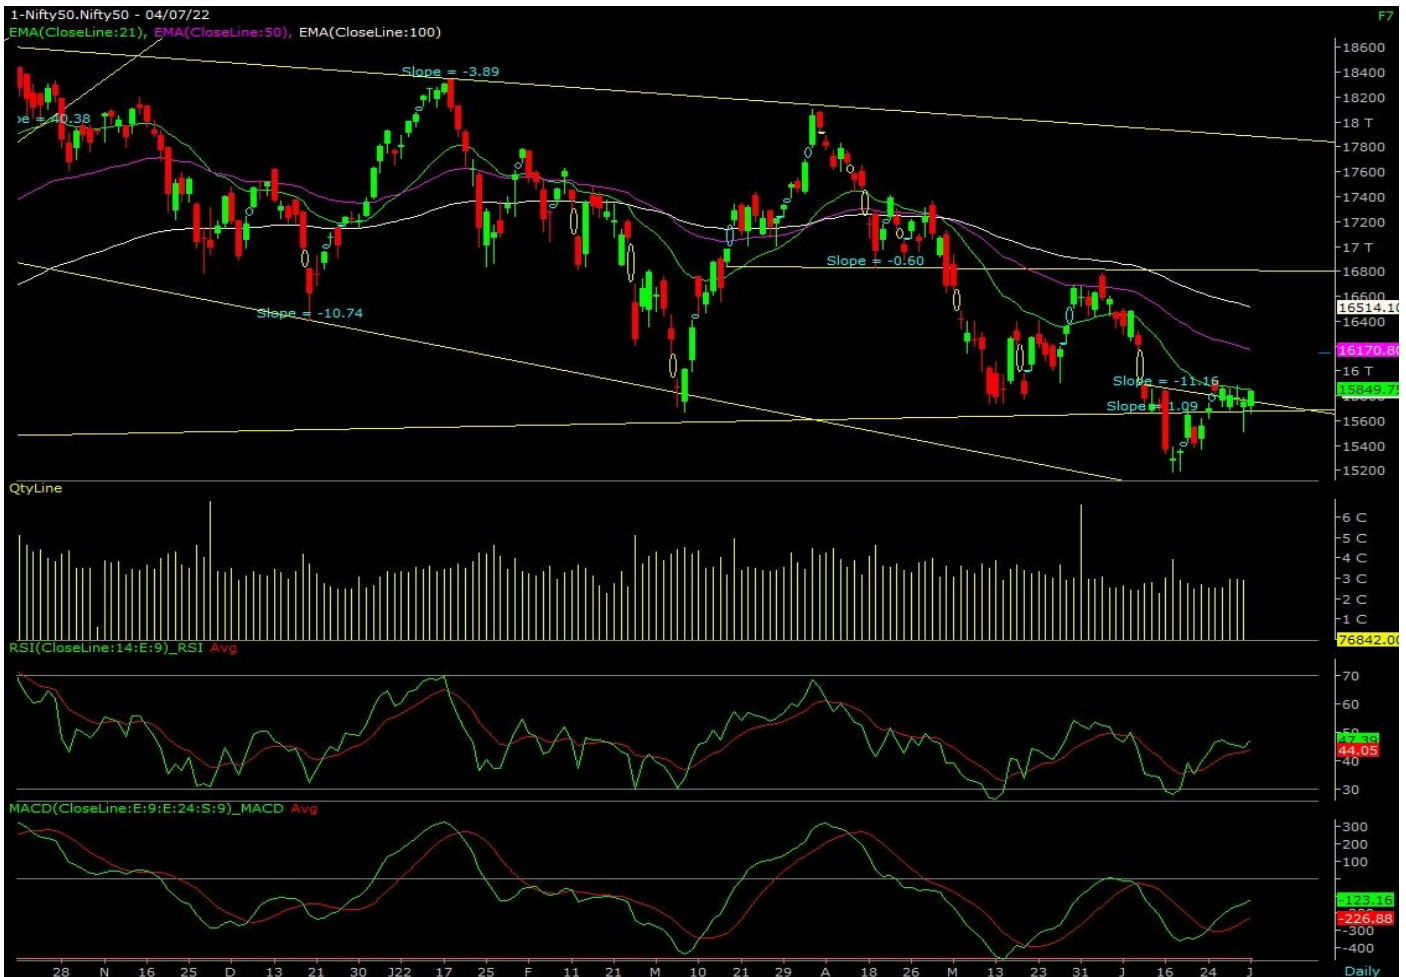 1-Nifty50.Nifty50 - 04/07/22
F7
EMA(CloseLine:21), EMA(CloseLine:50), EMA(CloseLine:100)
18600
18400
18200
18 T
17800
17600
17400
17200
17 T
16800
16600
16514.10
16400
16170.80
16 T
15849.75
15600
15400
15200
Slope = -3.89
= 40.38
Slope = -0.60
Slope = -10.74
Slope = -11.16
Slope = 1.09
QtyLine
6 C
5 C
4 C
3 C
2 C
1 C
76842.00
RSI(CloseLine:14:E:9)_RSI Avg
70
60
47.39
44.05
40
30
MACD(CloseLine:E:9:E:24:S:9)_MACD Avg
300
200
100
-123.16
-226.88
-300
-400
28 N 16 25 D 13 21 30 J22 17 25 F 11 21 M 10 21 29 A 18 26 M 13 23 31 J 16 24 J
Daily